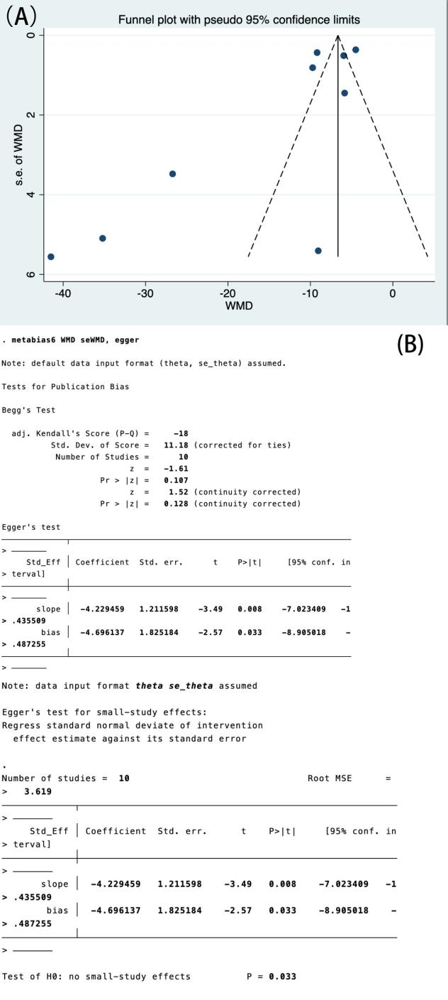 (A)
Funnel plot with pseudo 95% confidence limits
0
2
4
6
s.e. of WMD
-40 -30 -20 -10 0
WMD
(B)
. metabias6 WMD seWMD, egger
Note: default data input format (theta, se_theta) assumed.
Tests for Publication Bias
Begg's Test
adj. Kendall's Score (P-Q) = -18
Std. Dev. of Score = 11.18 (corrected for ties)
Number of Studies = 10
z = -1.61
Pr > |z| = 0.107
z = 1.52 (continuity corrected)
Pr > |z| = 0.128 (continuity corrected)
Egger's test
>
Std_Eff Coefficient Std. err. t P>|t| [95% conf. in
> terval]
>
slope -4.229459 1.211598 -3.49 0.008 -7.023409 -1
> .435509
bias -4.696137 1.825184 -2.57 0.033 -8.905018 -
> .487255
>
Note: data input format theta se_theta assumed
Egger's test for small-study effects:
Regress standard normal deviate of intervention
effect estimate against its standard error
.
Number of studies = 10 Root MSE =
> 3.619
>
Std_Eff Coefficient Std. err. t P>|t| [95% conf. in
> terval]
>
slope -4.229459 1.211598 -3.49 0.008 -7.023409 -1
> .435509
bias -4.696137 1.825184 -2.57 0.033 -8.905018 -
> .487255
>
Test of H0: no small-study effects P = 0.033